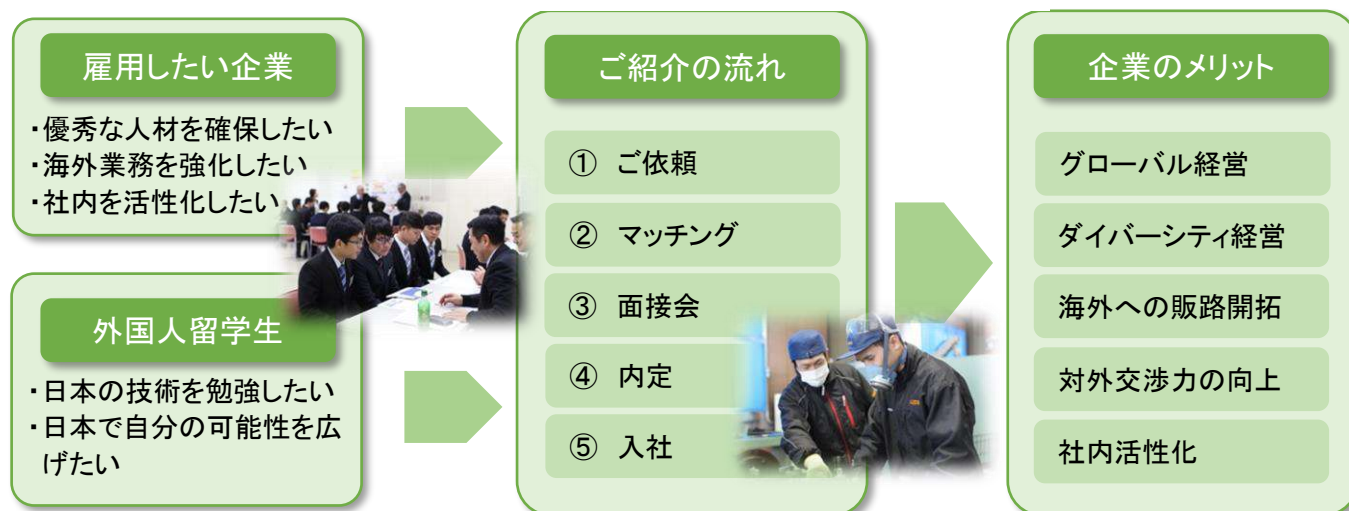 雇用したい企業
・優秀な人材を確保したい
・海外業務を強化したい
・社内を活性化したい
外国人留学生
・日本の技術を勉強したい
・日本で自分の可能性を広
げたい
ご紹介の流れ
① ご依頼
② マッチング
③ 面接会
④ 内定
⑤ 入社
企業のメリット
グローバル経営
ダイバーシティ経営
海外への販路開拓
対外交渉力の向上
社内活性化